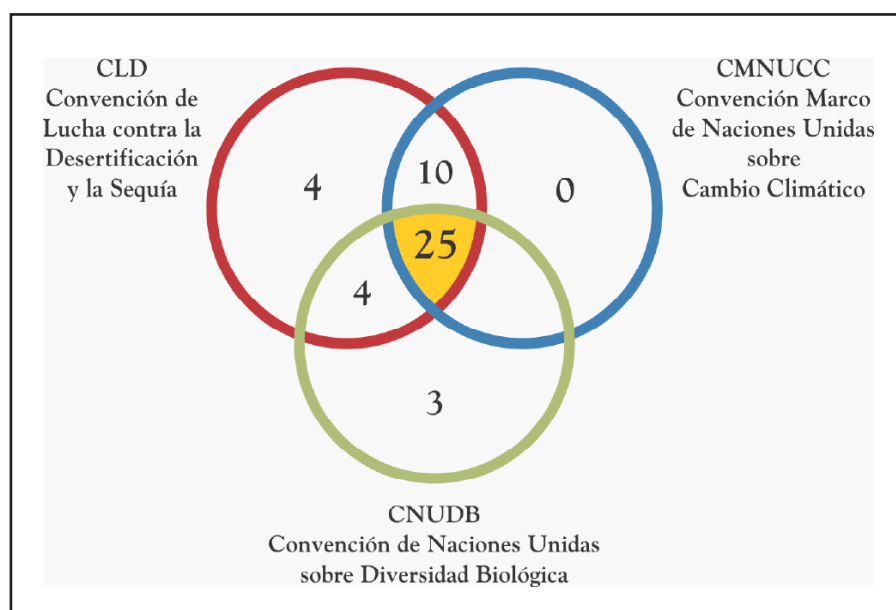 CLD
Convención de
Lucha contra la
Desertificación
y la Sequía
CMNUCC
Convención Marco
de Naciones Unidas
sobre
Cambio Climático
4
10
0
25
4
3
CNUDB
Convención de Naciones Unidas
sobre Diversidad Biológica